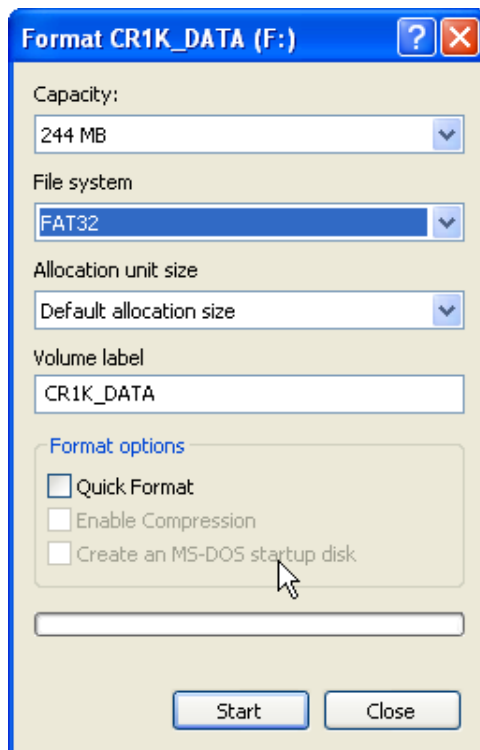 Format CR1K_DATA (F:)
Capacity:
244 MB
File system
FAT32
Allocation unit size
Default allocation size
Volume label
CR1K_DATA
Format options
Quick Format
Enable Compression
Create an MS-DOS startup disk
Start
Close